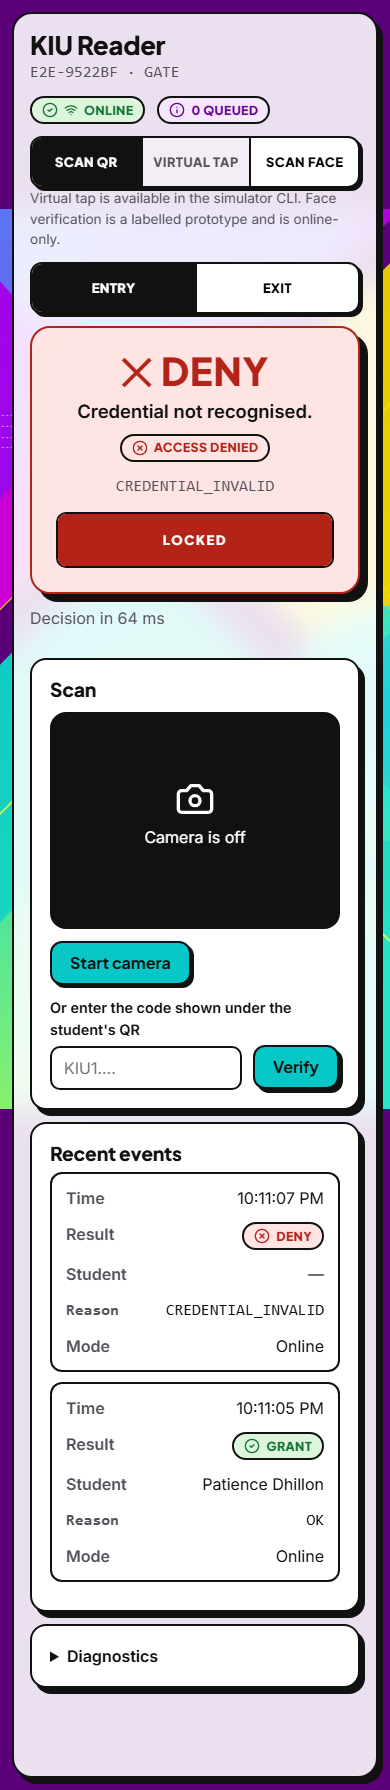 KIU Reader
E2E-9522BF · GATE
ONLINE
0 QUEUED
SCAN QR
VIRTUAL TAP
SCAN FACE
Virtual tap is available in the simulator CLI. Face
verification is a labelled prototype and is online-
only.
ENTRY
EXIT
DENY
Credential not recognised.
ACCESS DENIED
CREDENTIAL_INVALID
LOCKED
Decision in 64 ms
Scan
Camera is off
Start camera
Or enter the code shown under the
student's QR
KIU1....
Verify
Recent events
Time 10:11:07 PM
Result DENY
Student —
Reason CREDENTIAL_INVALID
Mode Online
Time 10:11:05 PM
Result GRANT
Student Patience Dhillon
Reason OK
Mode Online
Diagnostics